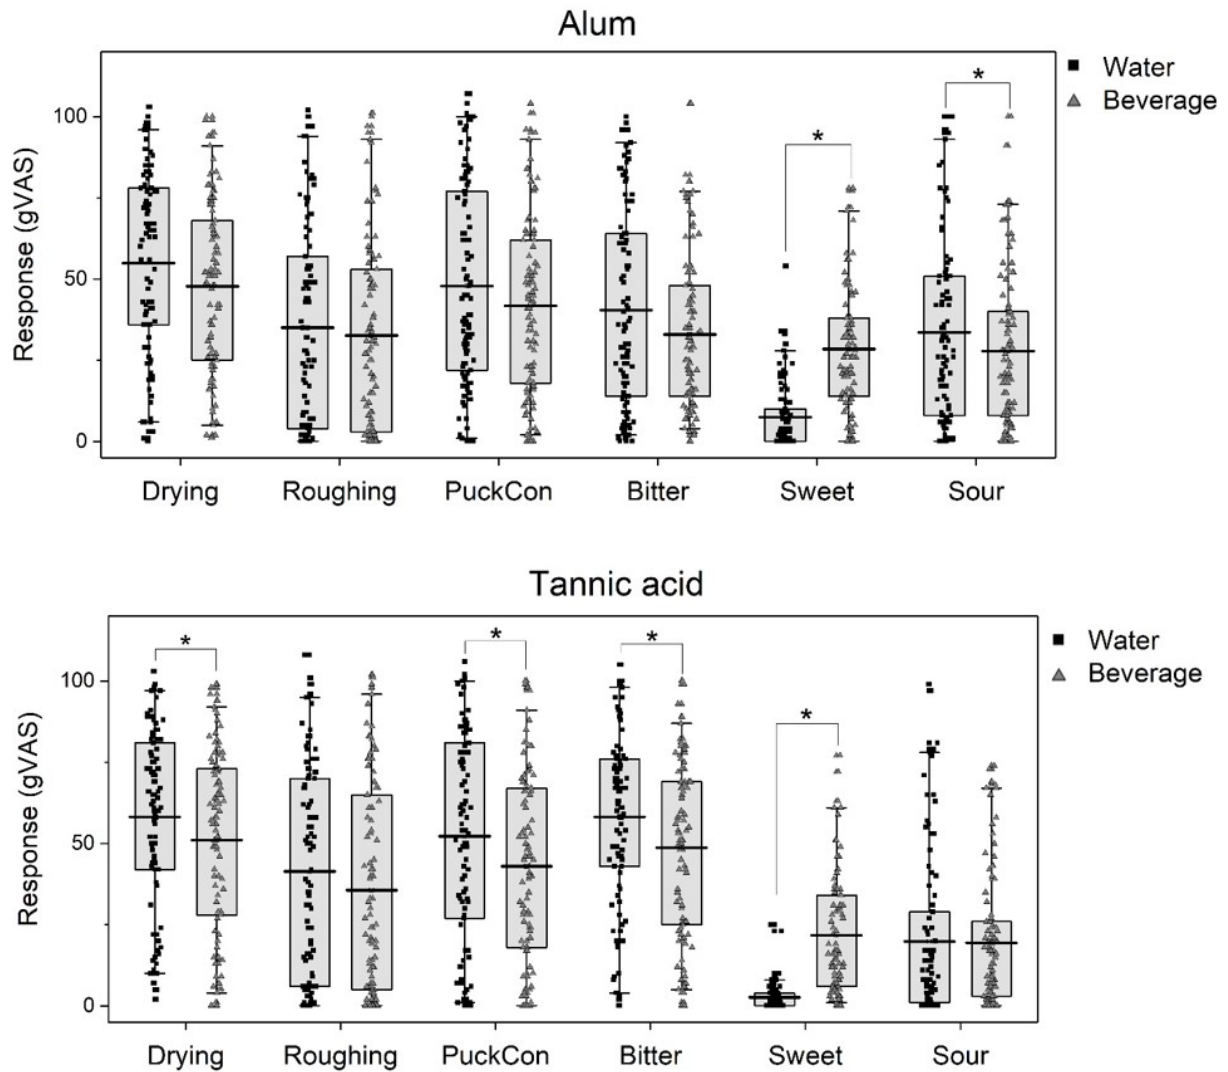 Alum
Water
Beverage
*
*
Response (gVAS)
100
50
0
Drying Roughing PuckCon Bitter Sweet Sour
Tannic acid
Water
Beverage
*
*
*
*
Response (gVAS)
100
50
0
Drying Roughing PuckCon Bitter Sweet Sour